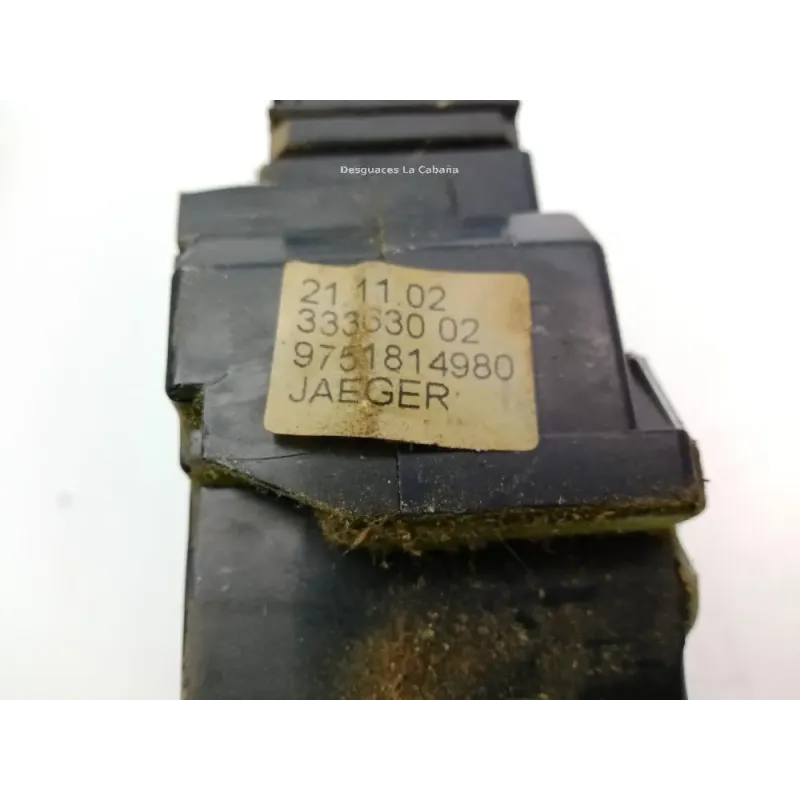 Desguaces La Cabaña
21.11.02
333630 02
9751814980
JAEGER